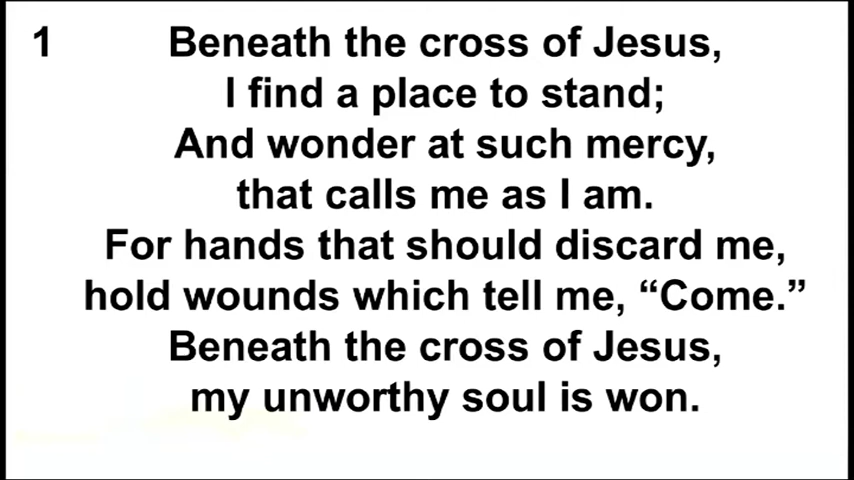 1 Beneath the cross of Jesus,
I find a place to stand;
And wonder at such mercy,
that calls me as I am.
For hands that should discard me,
hold wounds which tell me, “Come.”
Beneath the cross of Jesus,
my unworthy soul is won.